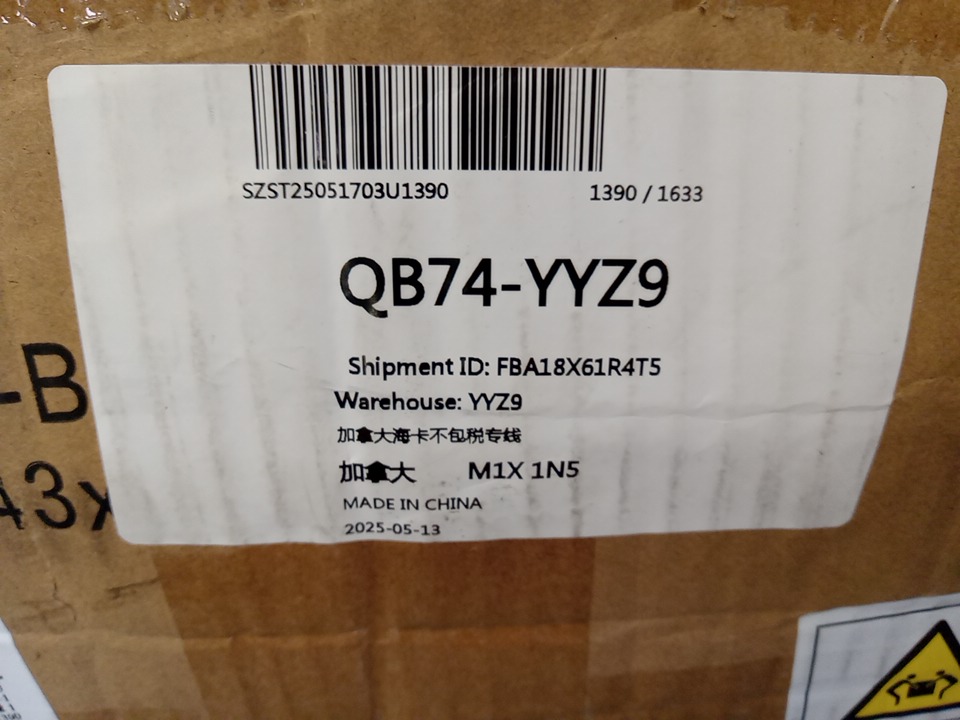 SZST25051703U1390 1390 / 1633
QB74-YYZ9
Shipment ID: FBA18X61R4T5
Warehouse: YYZ9
加拿大海卡不包税专线
加拿大 M1X 1N5
MADE IN CHINA
2025-05-13
-B
43x